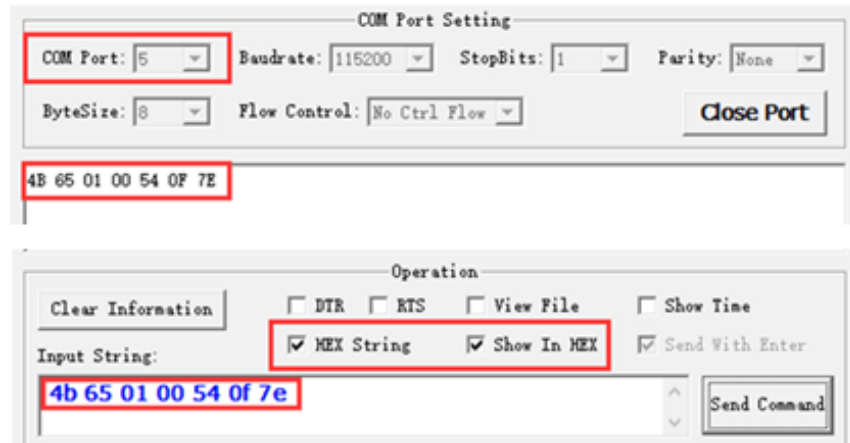 COM Port Setting
COM Port: 5 Baudrate: 115200 StopBits: 1 Parity: None
ByteSize: 8 Flow Control: No Ctrl Flow Close Port
4B 65 01 00 54 0F 7E
Operation
Clear Information DTR RTS View File Show Time
Input String: HEX String Show In HEX Send With Enter
4b 65 01 00 54 0f 7e
Send Command